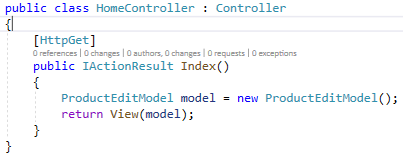 public class HomeController : Controller
{
[HttpGet]
0 references | 0 changes | 0 authors, 0 changes | 0 requests | 0 exceptions
public IActionResult Index()
{
ProductEditModel model = new ProductEditModel();
return View(model);
}
}